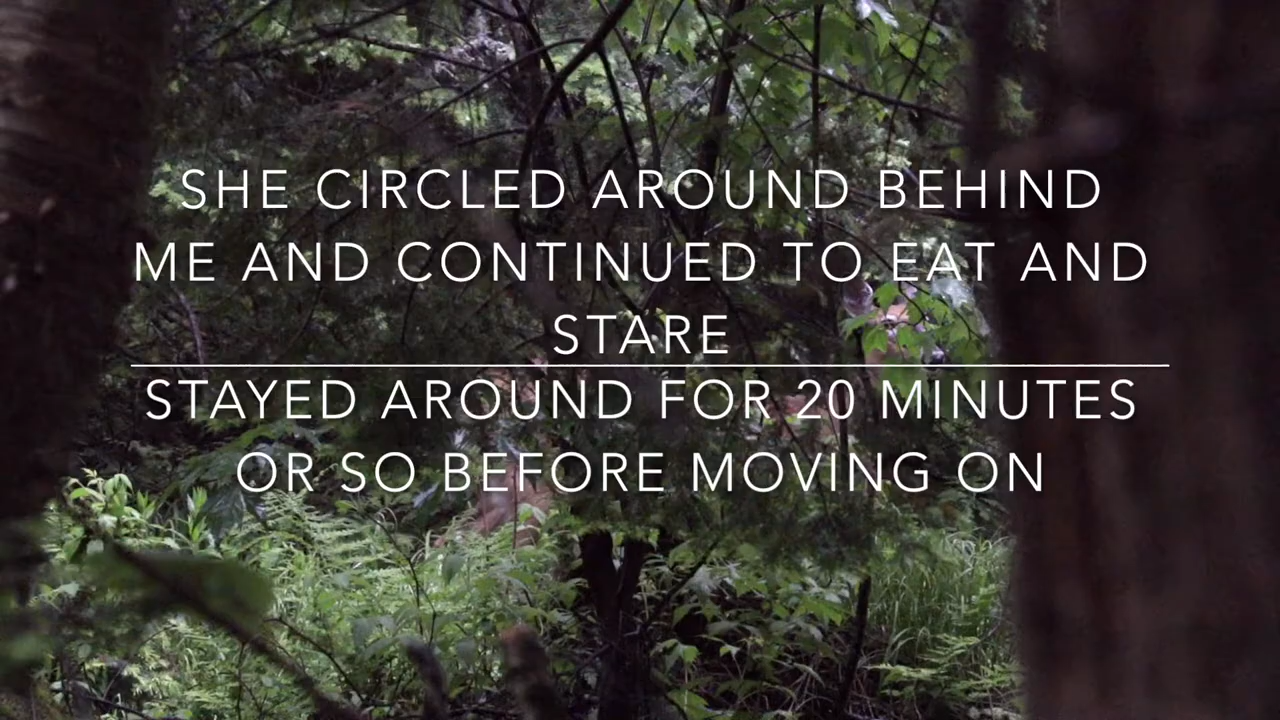 SHE CIRCLED AROUND BEHIND
ME AND CONTINUED TO EAT AND
STARE
STAYED AROUND FOR 20 MINUTES
OR SO BEFORE MOVING ON